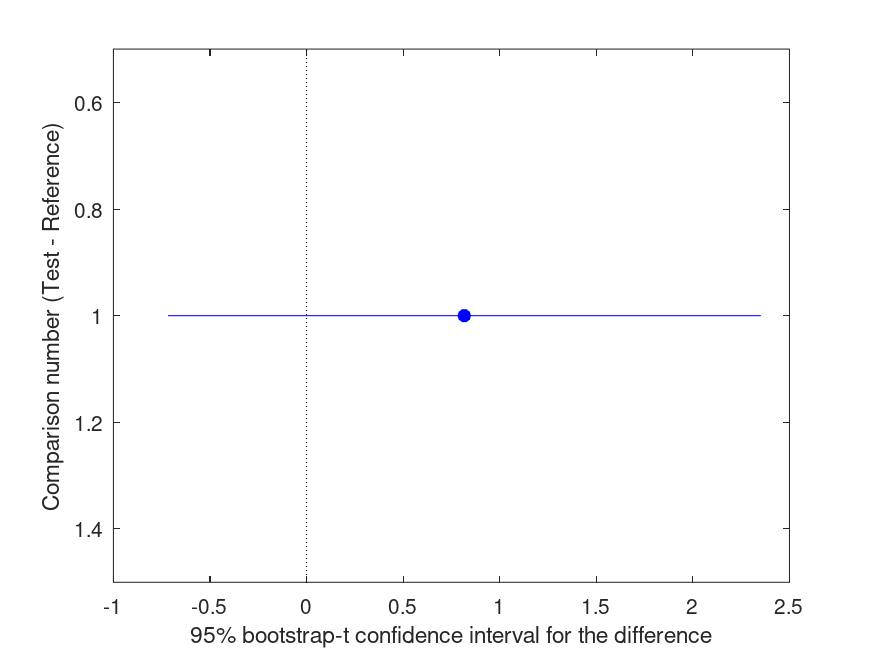 Comparison number (Test - Reference)
0.6
0.8
1
1.2
1.4
-1 -0.5 0 0.5 1 1.5 2 2.5
95% bootstrap-t confidence interval for the difference